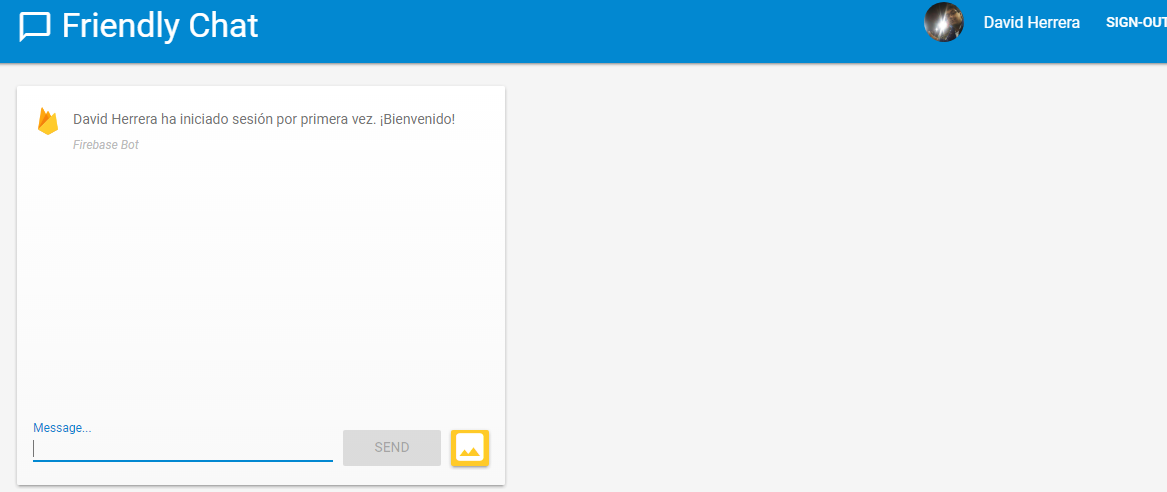 Friendly Chat
David Herrera
SIGN-OUT
David Herrera ha iniciado sesión por primera vez. ¡Bienvenido!
Firebase Bot
Message...
SEND